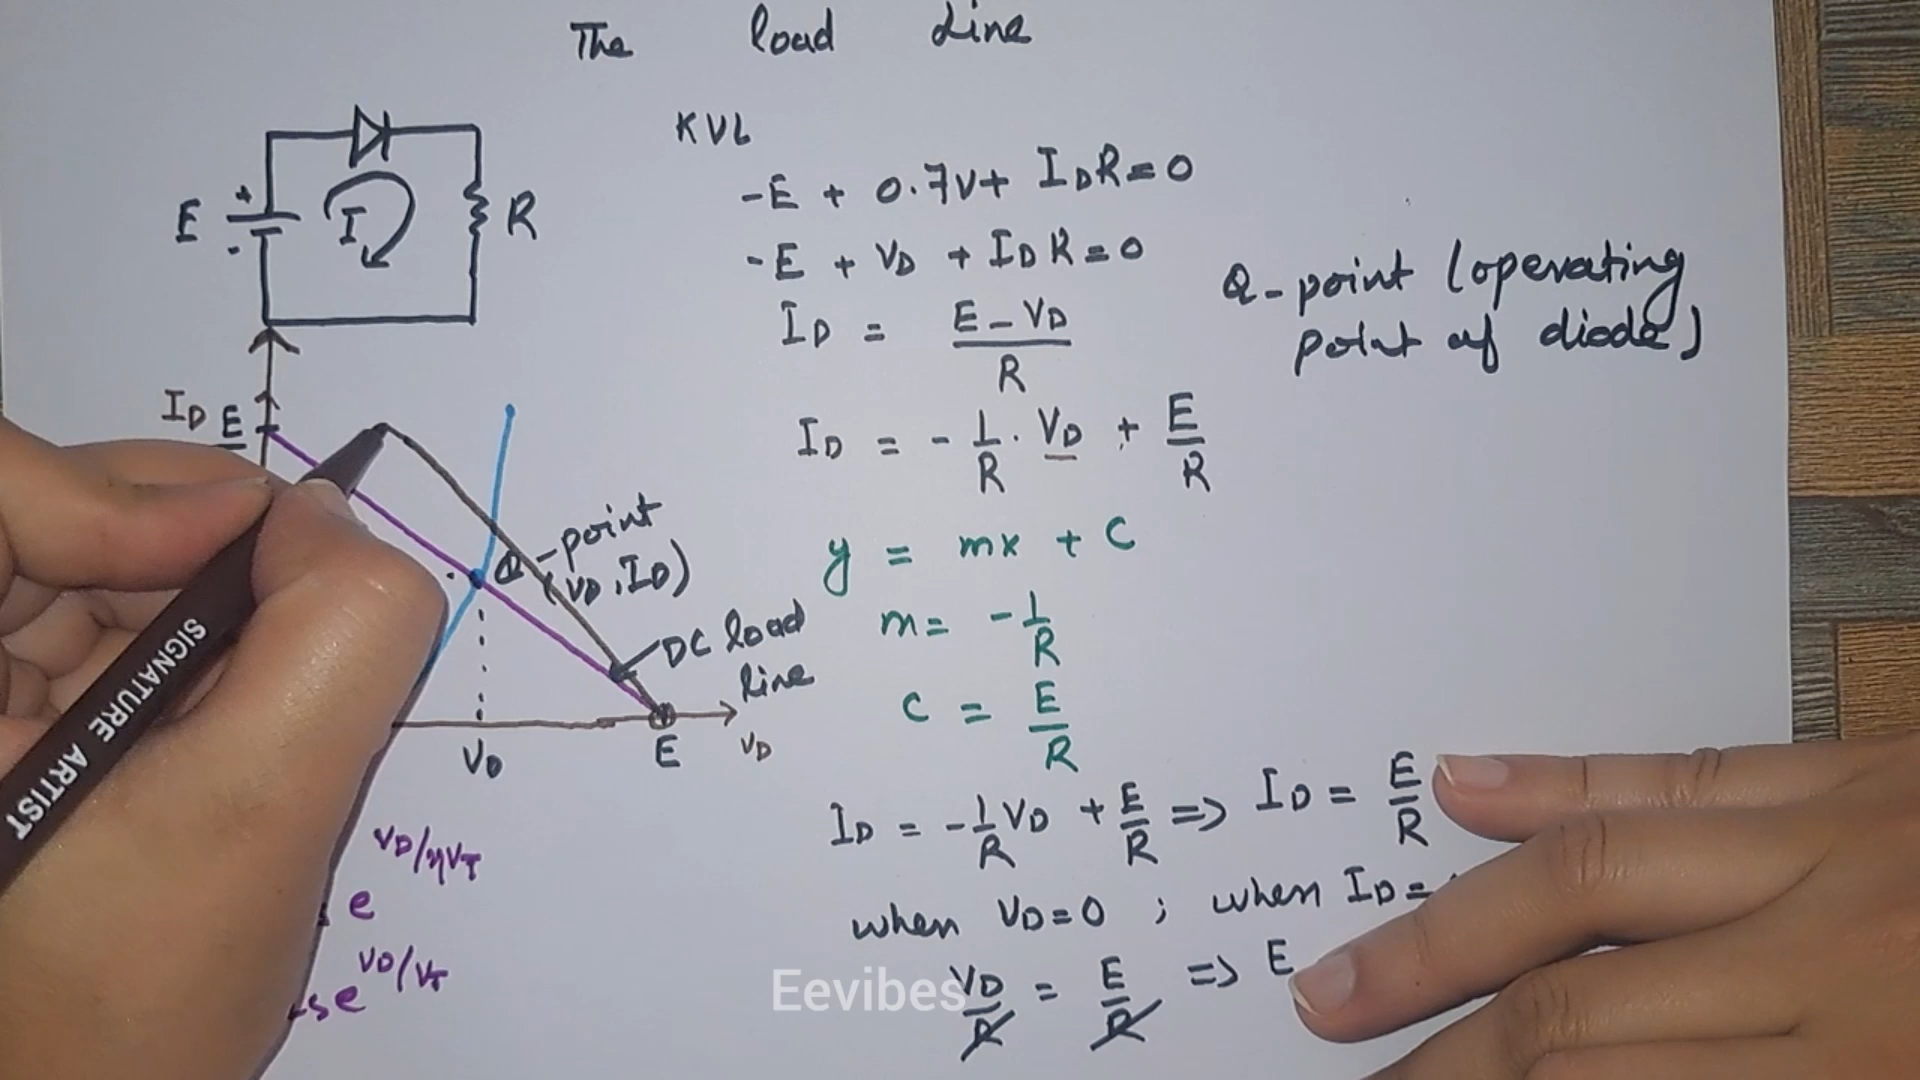 The load Line
E
+
-
I
R
KVL
-E + 0.7V + IDR = 0
-E + VD + IDR = 0
ID = E - VD / R
ID = - 1/R . VD + E/R
y = mx + C
m = - 1/R
C = E/R
ID = - 1/R VD + E/R => ID = E/R
when VD = 0 ; when ID =
VD/R = E/R => E
Q-point (operating
point of diode)
ID E
Q-point
(VD, ID)
DC load
line
VD
E
VD
e VD/ηVT
se VD/VT
SIGNATURE ARTIST
Eevibes